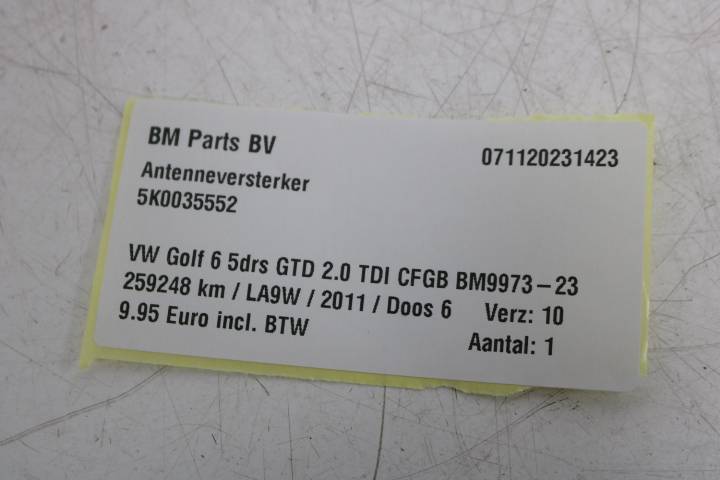 BM Parts BV
071120231423
Antenneversterker
5K0035552
VW Golf 6 5drs GTD 2.0 TDI CFGB BM9973-23
259248 km / LA9W / 2011 / Doos 6 Verz: 10
9.95 Euro incl. BTW Aantal: 1